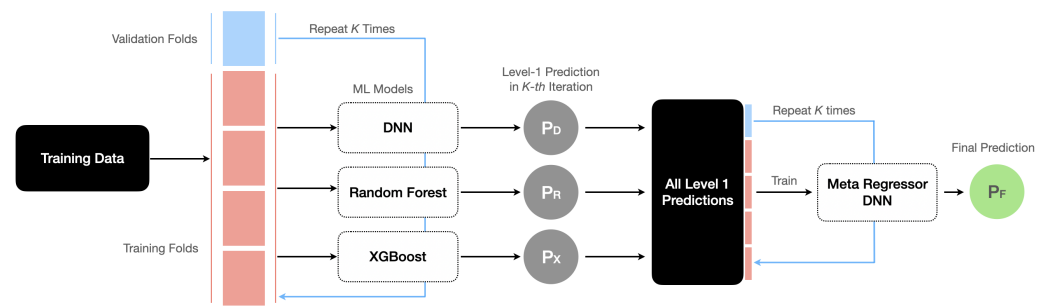 Validation Folds
Repeat K Times
Level-1 Prediction
in K-th Iteration
ML Models
Training Data
DNN
PD
Random Forest
PR
XGBoost
PX
Training Folds
All Level 1
Predictions
Repeat K times
Train
Meta Regressor
DNN
Final Prediction
PF